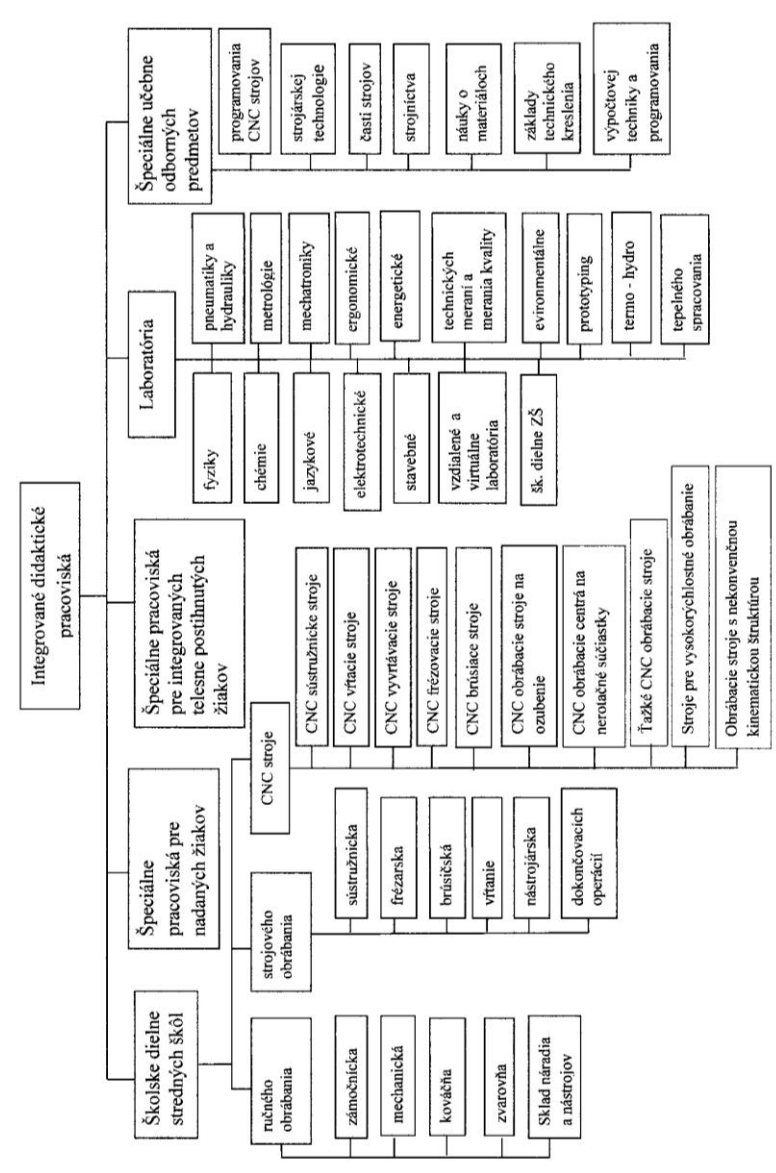 Integrované didaktické
pracoviská
Školske dielne
stredných škôl
Špeciálne
pracoviská pre
nadaných žiakov
Špeciálne pracoviská
pre integrovaných
telesne postihnutých
žiakov
Laboratória
Špeciálne učebne
odborných
predmetov
ručného
obrábania
zámočnícka
mechanická
kováčňa
zvarovňa
Sklad náradia
a nástrojov
strojového
obrábania
sústružnicka
frézarska
brúsičská
vŕtanie
nástrojárska
dokončovacích
operácií
CNC stroje
CNC sústružnícke stroje
CNC vŕtacie stroje
CNC vyvrtávacie stroje
CNC frézovacie stroje
CNC brúsiace stroje
CNC obrábacie stroje na
ozubenie
CNC obrábacie centrá na
nerotačné súčiastky
Ťažké CNC obrábacie stroje
Stroje pre vysokorýchlostné obrábanie
Obrábacie stroje s nekonvenčnou
kinematickou štruktúrou
fyziky
chémie
jazykové
elektrotechnické
stavebné
vzdialené a
virtuálne
laboratória
šk. dielne ZŠ
pneumatiky a
hydrauliky
metrológie
mechatroniky
ergonomické
energetické
technických
meraní a
merania kvality
evironmentálne
prototyping
termo - hydro
tepelného
spracovania
programovania
CNC strojov
strojárskej
technologie
časti strojov
strojníctva
náuky o
materiáloch
základy
technického
kreslenia
výpočtovej
techniky a
programovania